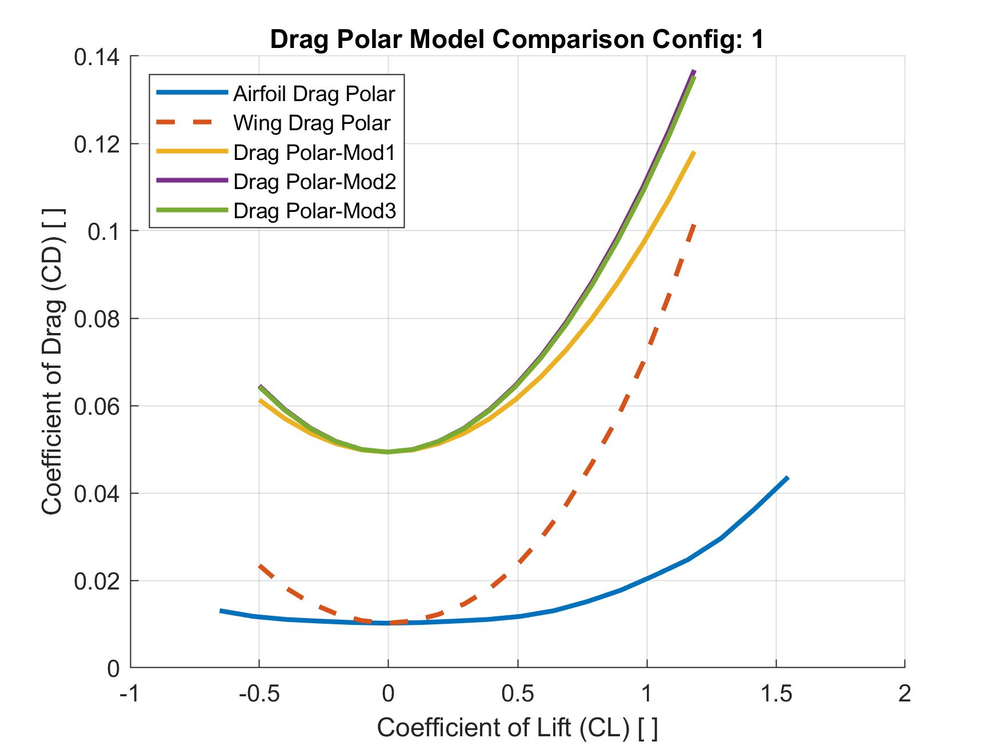 Drag Polar Model Comparison Config: 1
0.14
0.12
0.1
0.08
0.06
0.04
0.02
0
Airfoil Drag Polar
Wing Drag Polar
Drag Polar-Mod1
Drag Polar-Mod2
Drag Polar-Mod3
Coefficient of Drag (CD) [ ]
-1
-0.5
0
0.5
1
1.5
2
Coefficient of Lift (CL) [ ]